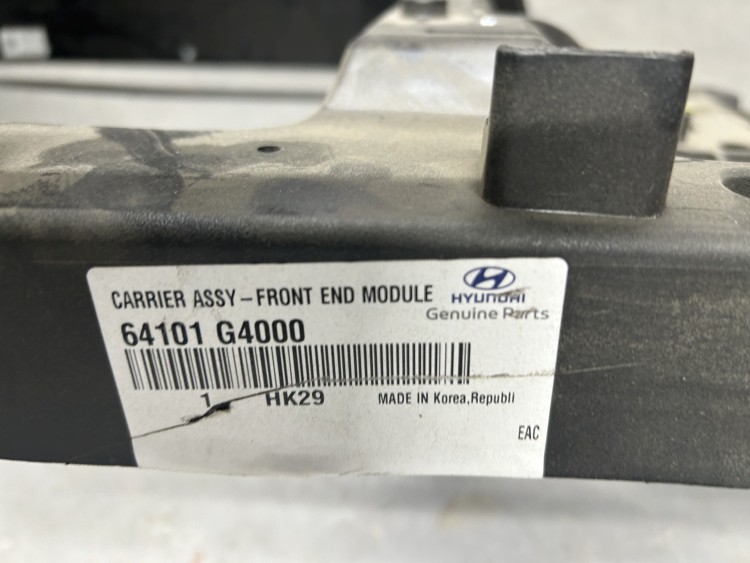 CARRIER ASSY-FRONT END MODULE
HYUNDAI
Genuine Parts
64101 G4000
1 HK29 MADE IN Korea,Republi
EAC